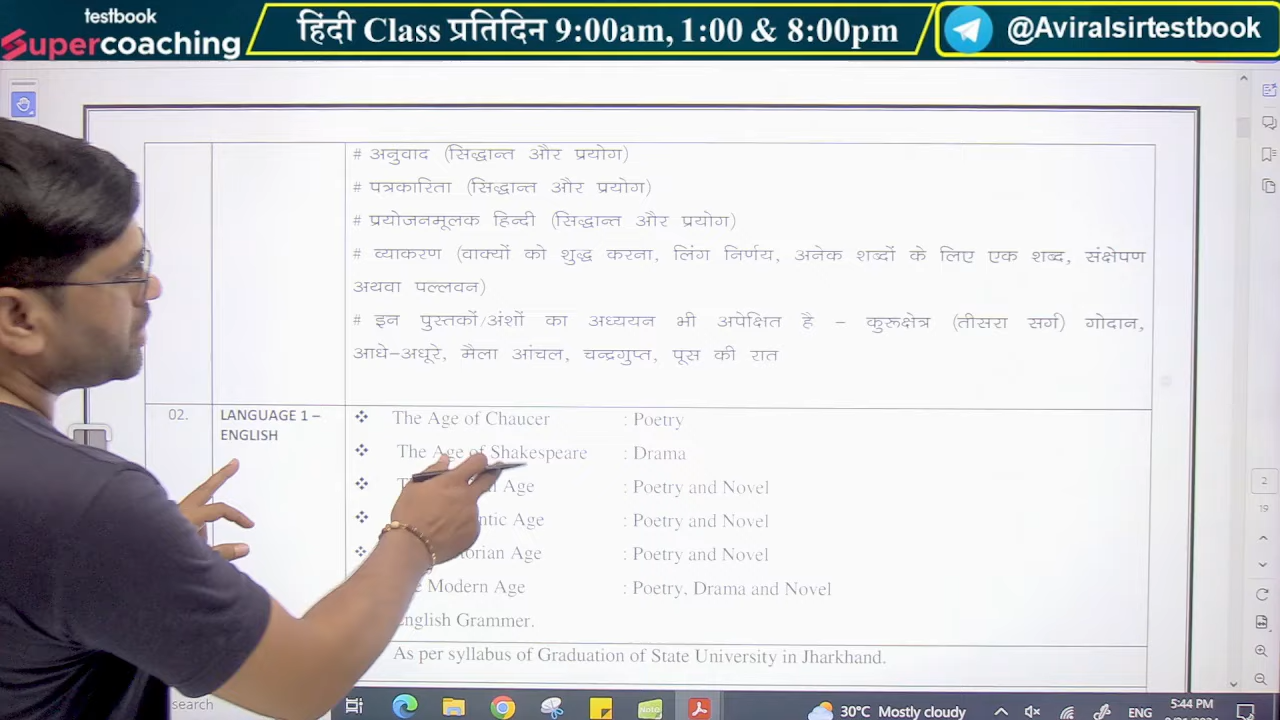 testbook
Supercoaching
हिंदी Class प्रतिदिन 9:00am, 1:00 & 8:00pm
@Aviralsirtestbook
# अनुवाद (सिद्धान्त और प्रयोग)
# पत्रकारिता (सिद्धान्त और प्रयोग)
# प्रयोजनमूलक हिन्दी (सिद्धान्त और प्रयोग)
# व्याकरण (वाक्यों को शुद्ध करना, लिंग निर्णय, अनेक शब्दों के लिए एक शब्द, संक्षेपण
अथवा पल्लवन)
# इन पुस्तकों/अंशों का अध्ययन भी अपेक्षित है – कुरूक्षेत्र (तीसरा सर्ग) गोदान,
आधे–अधूरे, मैला आंचल, चन्द्रगुप्त, पूस की रात
02. LANGUAGE 1 –
ENGLISH
The Age of Chaucer : Poetry
The Age of Shakespeare : Drama
Age : Poetry and Novel
Age : Poetry and Novel
Age : Poetry and Novel
Modern Age : Poetry, Drama and Novel
Grammer.
As per syllabus of Graduation of State University in Jharkhand.
2
19
search
30°C Mostly cloudy
ENG
5:44 PM